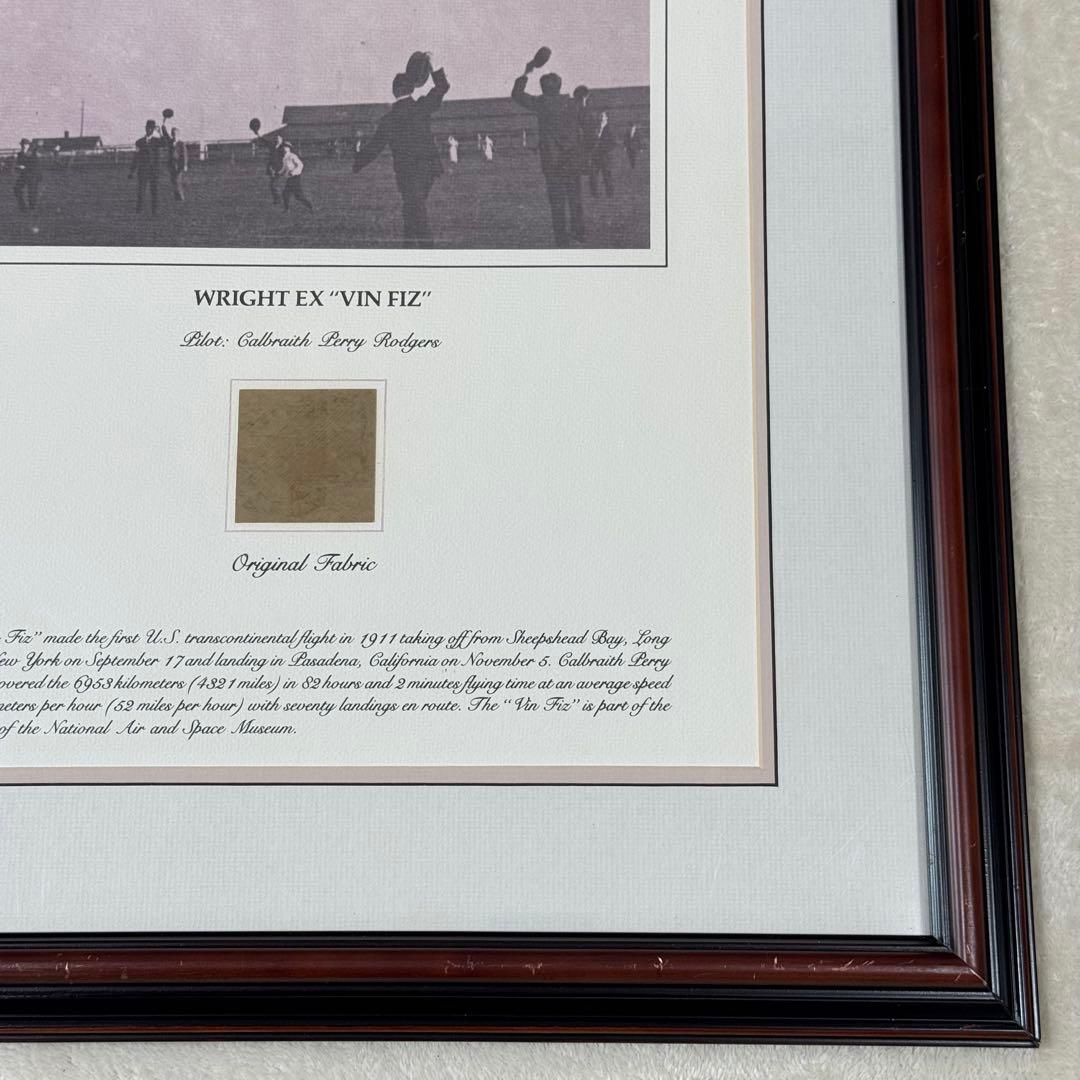 WRIGHT EX "VIN FIZ"
Pilot: Calbraith Perry Rodgers
Original Fabric
Fiz" made the first U.S. transcontinental flight in 1911 taking off from Sheepshead Bay, Long
New York on September 17 and landing in Pasadena, California on November 5. Calbraith Perry
covered the 6953 kilometers (4321 miles) in 82 hours and 2 minutes flying time at an average speed
meters per hour (52 miles per hour) with seventy landings en route. The "Vin Fiz" is part of the
of the National Air and Space Museum.